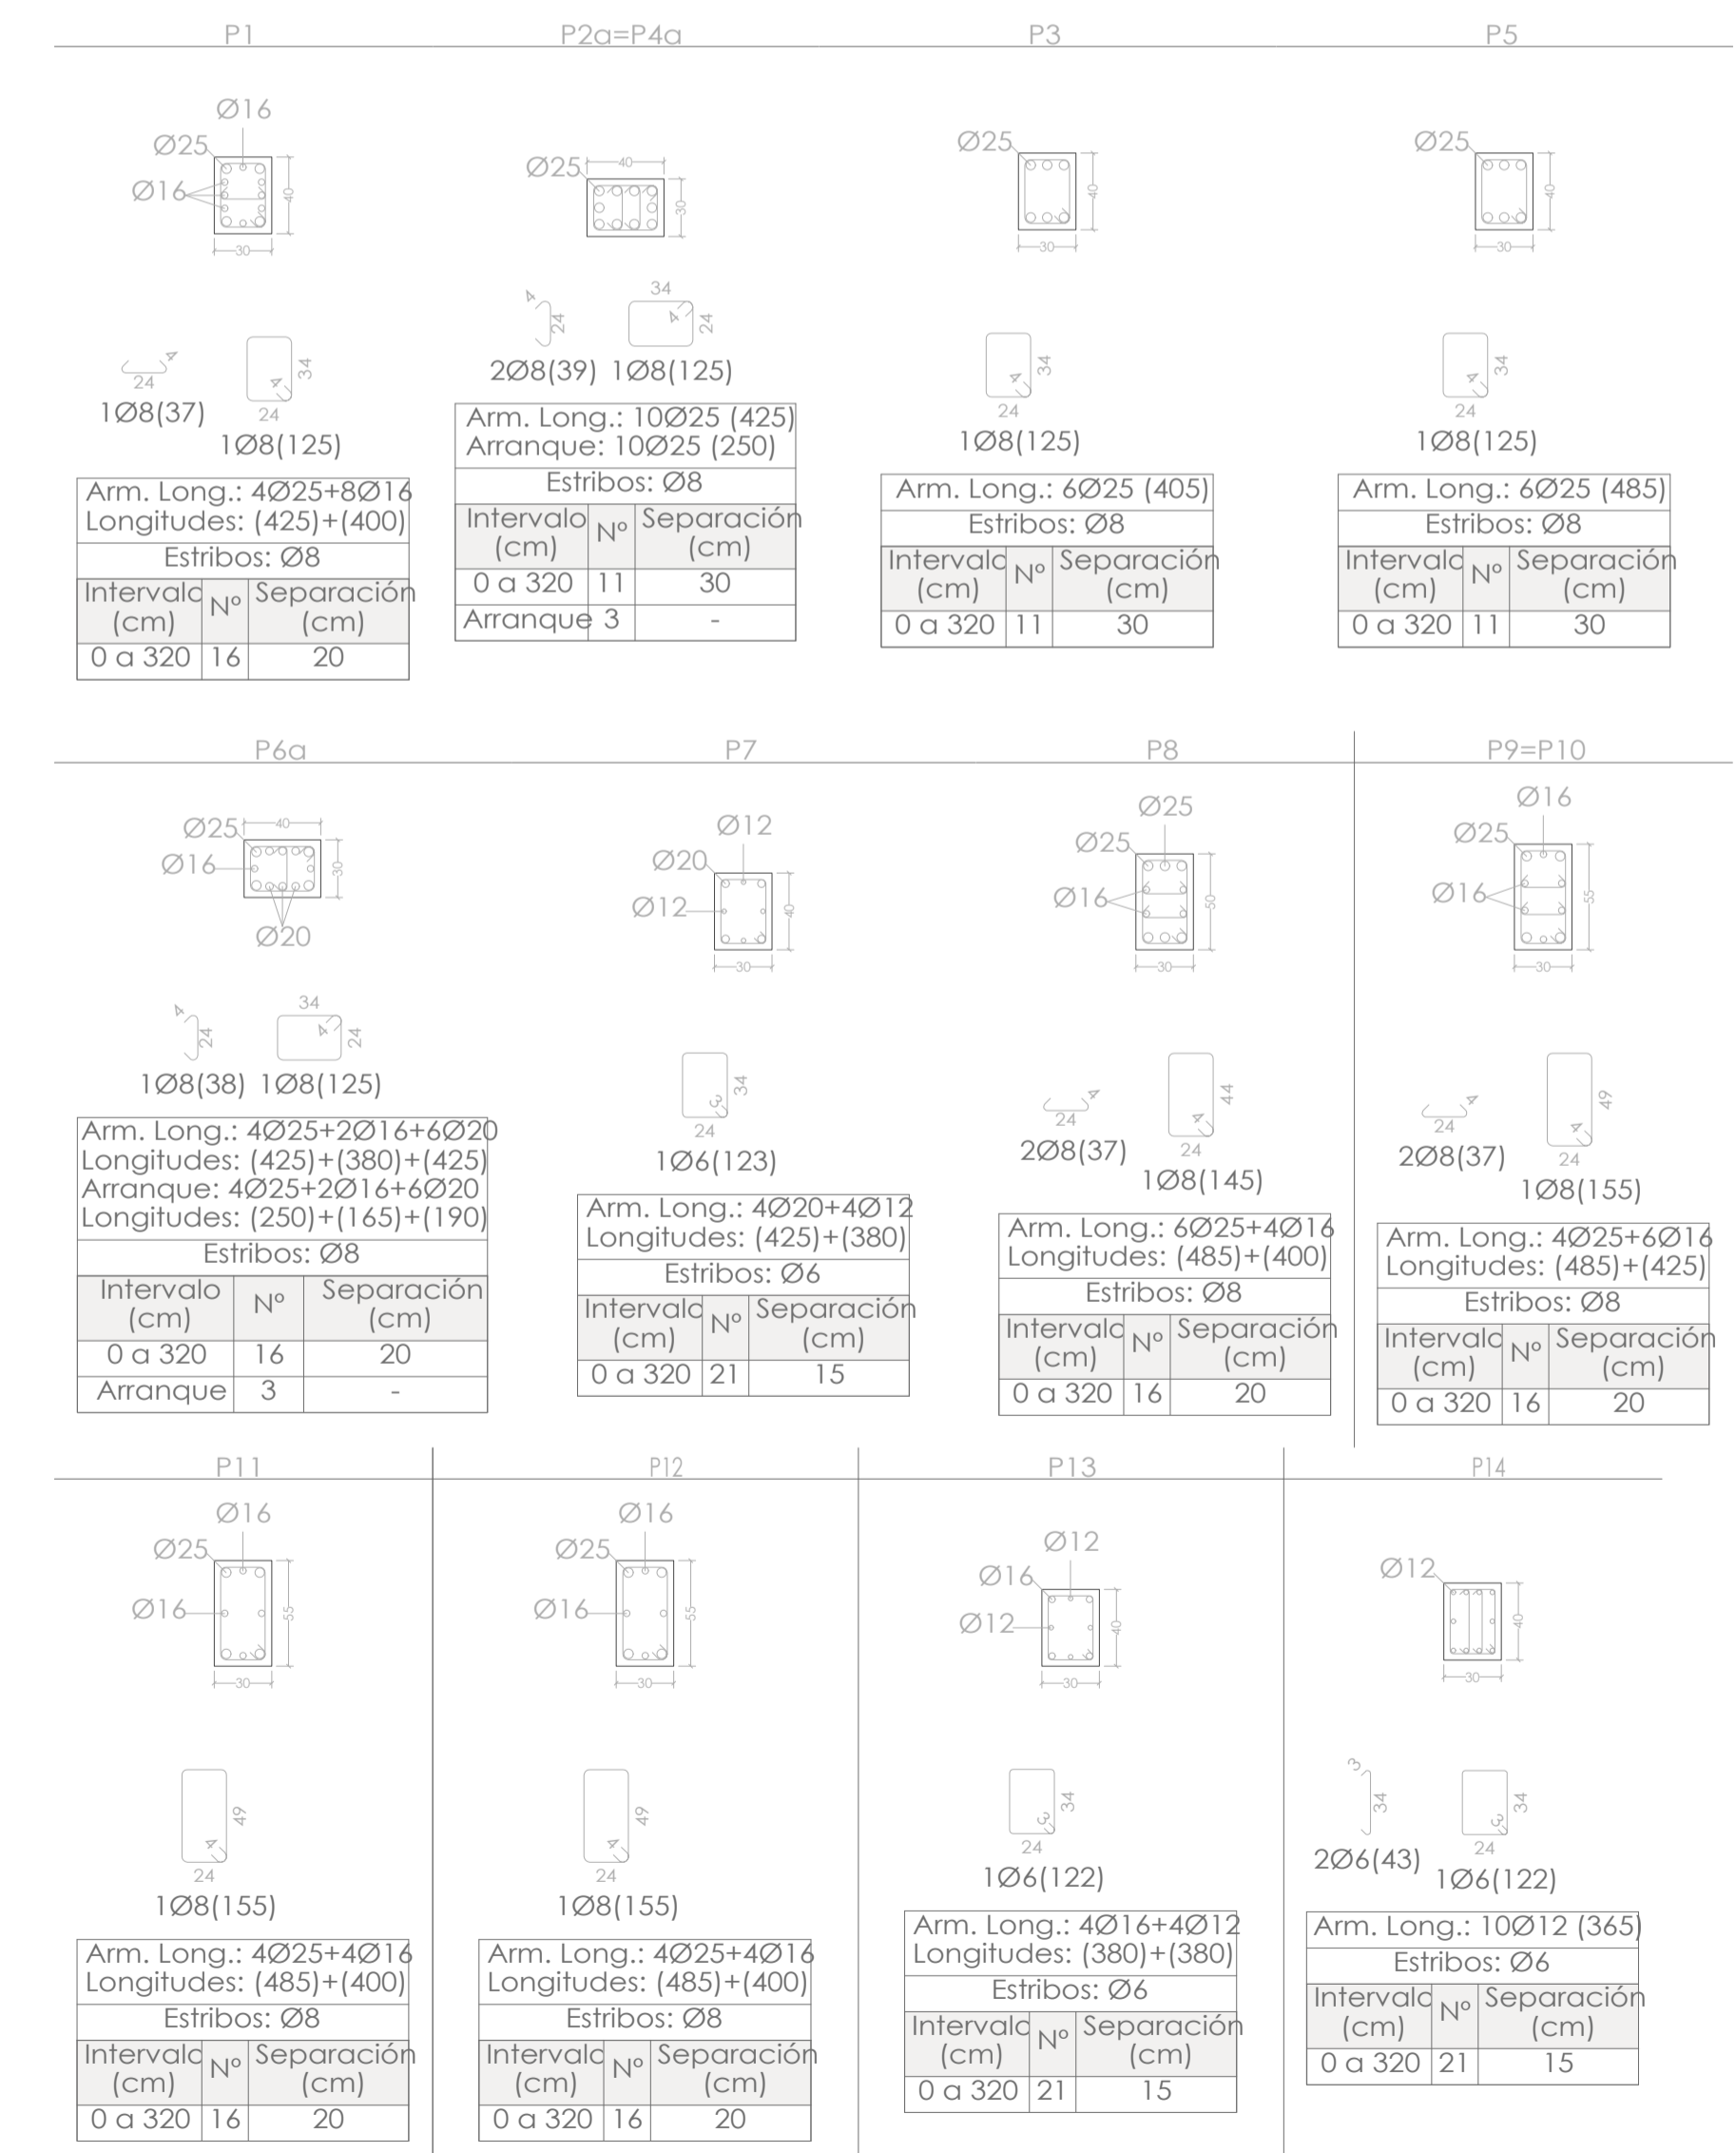 P1
Ø16
Ø25
Ø16
40
30
4
24
1Ø8(37)
34
4
24
1Ø8(125)
Arm. Long.: 4Ø25+8Ø16
Longitudes: (425)+(400)
Estribos: Ø8
Intervalo Nº Separación
(cm) (cm)
0 a 320 16 20
P2a=P4a
Ø25
40
30
4
24
2Ø8(39)
34
4
24
1Ø8(125)
Arm. Long.: 10Ø25 (425)
Arranque: 10Ø25 (250)
Estribos: Ø8
Intervalo Nº Separación
(cm) (cm)
0 a 320 11 30
Arranque 3 -
P3
Ø25
40
30
34
4
24
1Ø8(125)
Arm. Long.: 6Ø25 (405)
Estribos: Ø8
Intervalo Nº Separación
(cm) (cm)
0 a 320 11 30
P5
Ø25
40
30
34
4
24
1Ø8(125)
Arm. Long.: 6Ø25 (485)
Estribos: Ø8
Intervalo Nº Separación
(cm) (cm)
0 a 320 11 30
P6a
Ø25
40
Ø16
30
Ø20
4
24
1Ø8(38)
34
4
24
1Ø8(125)
Arm. Long.: 4Ø25+2Ø16+6Ø20
Longitudes: (425)+(380)+(425)
Arranque: 4Ø25+2Ø16+6Ø20
Longitudes: (250)+(165)+(190)
Estribos: Ø8
Intervalo Nº Separación
(cm) (cm)
0 a 320 16 20
Arranque 3 -
P7
Ø12
Ø20
Ø12
40
30
34
3
24
1Ø6(123)
Arm. Long.: 4Ø20+4Ø12
Longitudes: (425)+(380)
Estribos: Ø6
Intervalo Nº Separación
(cm) (cm)
0 a 320 21 15
P8
Ø25
Ø25
Ø16
50
30
4
24
2Ø8(37)
44
4
24
1Ø8(145)
Arm. Long.: 6Ø25+4Ø16
Longitudes: (485)+(400)
Estribos: Ø8
Intervalo Nº Separación
(cm) (cm)
0 a 320 16 20
P9=P10
Ø16
Ø25
Ø16
55
30
4
24
2Ø8(37)
49
4
24
1Ø8(155)
Arm. Long.: 4Ø25+6Ø16
Longitudes: (485)+(425)
Estribos: Ø8
Intervalo Nº Separación
(cm) (cm)
0 a 320 16 20
P11
Ø16
Ø25
Ø16
55
30
49
4
24
1Ø8(155)
Arm. Long.: 4Ø25+4Ø16
Longitudes: (485)+(400)
Estribos: Ø8
Intervalo Nº Separación
(cm) (cm)
0 a 320 16 20
P12
Ø16
Ø25
Ø16
55
30
49
4
24
1Ø8(155)
Arm. Long.: 4Ø25+4Ø16
Longitudes: (485)+(400)
Estribos: Ø8
Intervalo Nº Separación
(cm) (cm)
0 a 320 16 20
P13
Ø12
Ø16
Ø12
40
30
34
3
24
1Ø6(122)
Arm. Long.: 4Ø16+4Ø12
Longitudes: (380)+(380)
Estribos: Ø6
Intervalo Nº Separación
(cm) (cm)
0 a 320 21 15
P14
Ø12
40
30
3
34
2Ø6(43)
34
3
24
1Ø6(122)
Arm. Long.: 10Ø12 (365)
Estribos: Ø6
Intervalo Nº Separación
(cm) (cm)
0 a 320 21 15